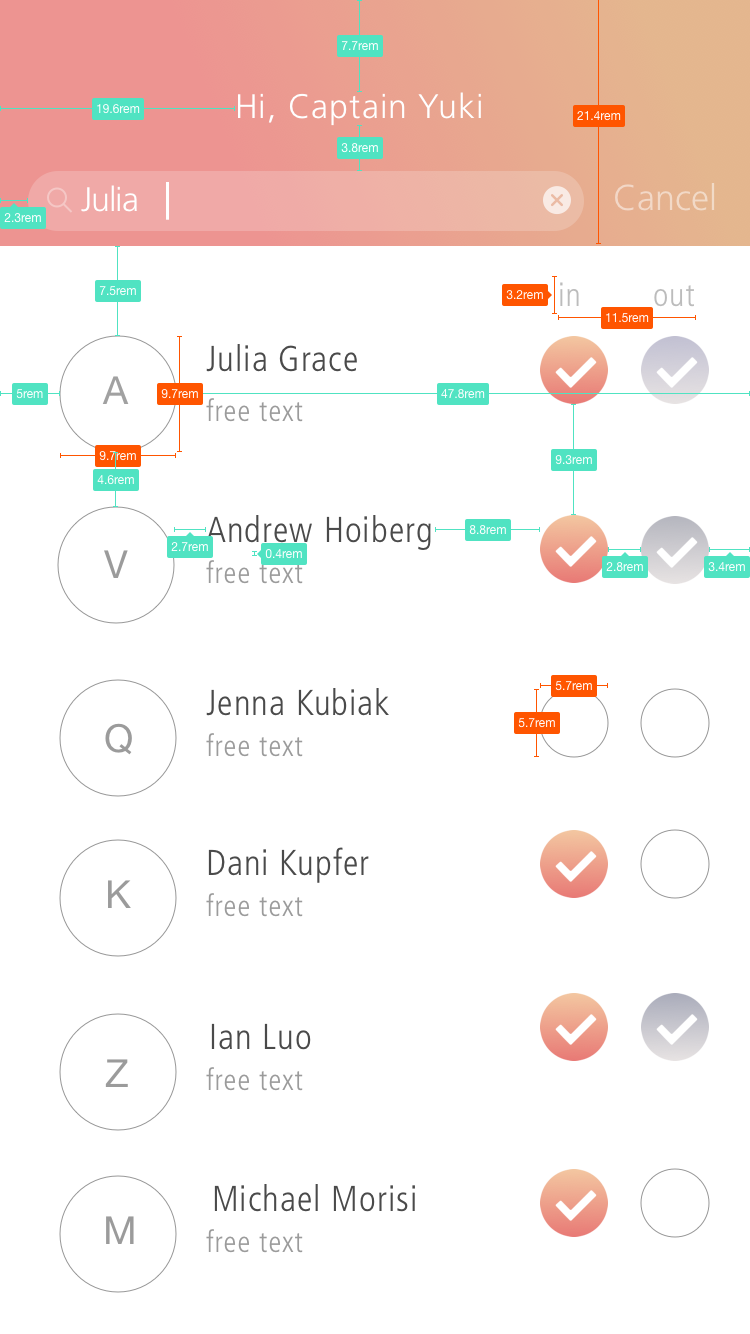 7.7rem
19.6rem
Hi, Captain Yuki
21.4rem
3.8rem
Julia
Cancel
2.3rem
7.5rem
3.2rem
in
out
11.5rem
A
Julia Grace
5rem
9.7rem
47.8rem
free text
9.7rem
4.6rem
9.3rem
V
Andrew Hoiberg
8.8rem
2.7rem
0.4rem
free text
2.8rem
3.4rem
5.7rem
Q
Jenna Kubiak
5.7rem
free text
K
Dani Kupfer
free text
Z
Ian Luo
free text
M
Michael Morisi
free text